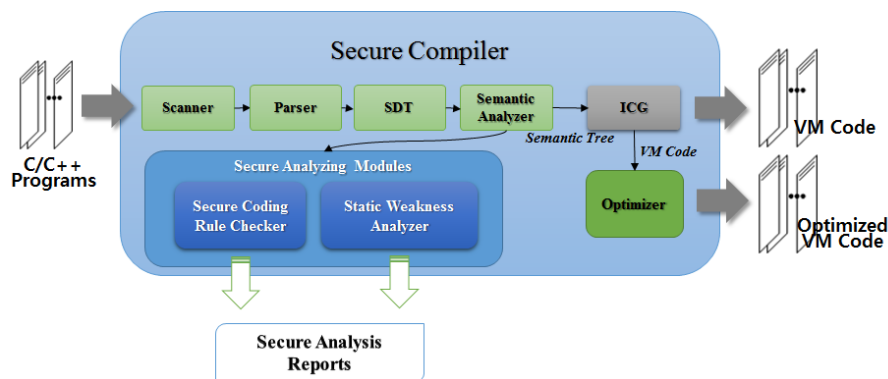 Secure Compiler
C/C++
Programs
Scanner
Parser
SDT
Semantic
Analyzer
ICG
Semantic Tree
VM Code
Secure Analyzing Modules
Secure Coding
Rule Checker
Static Weakness
Analyzer
Optimizer
VM Code
Optimized
VM Code
Secure Analysis
Reports